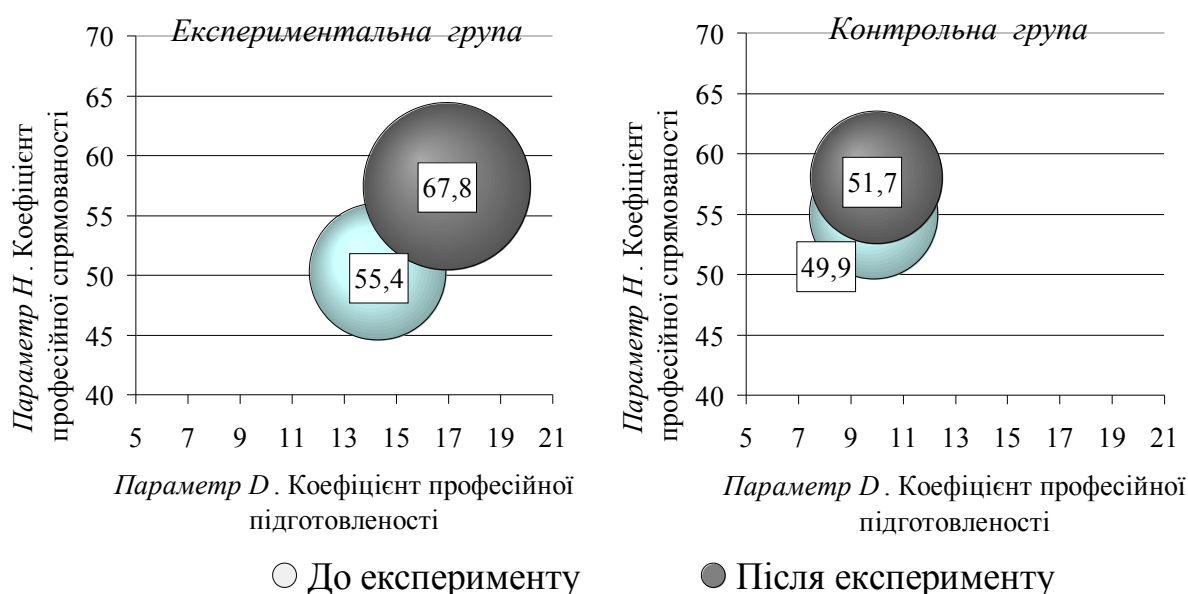 Експериментальна група
70
65
60
55
50
45
40
67,8
55,4
5 7 9 11 13 15 17 19 21
Параметр H. Коефіцієнт
професійної спрямованості
Параметр D. Коефіцієнт професійної
підготовленості
Контрольна група
70
65
60
55
50
45
40
51,7
49,9
5 7 9 11 13 15 17 19 21
Параметр H. Коефіцієнт
професійної спрямованості
Параметр D. Коефіцієнт професійної
підготовленості
До експерименту
Після експерименту